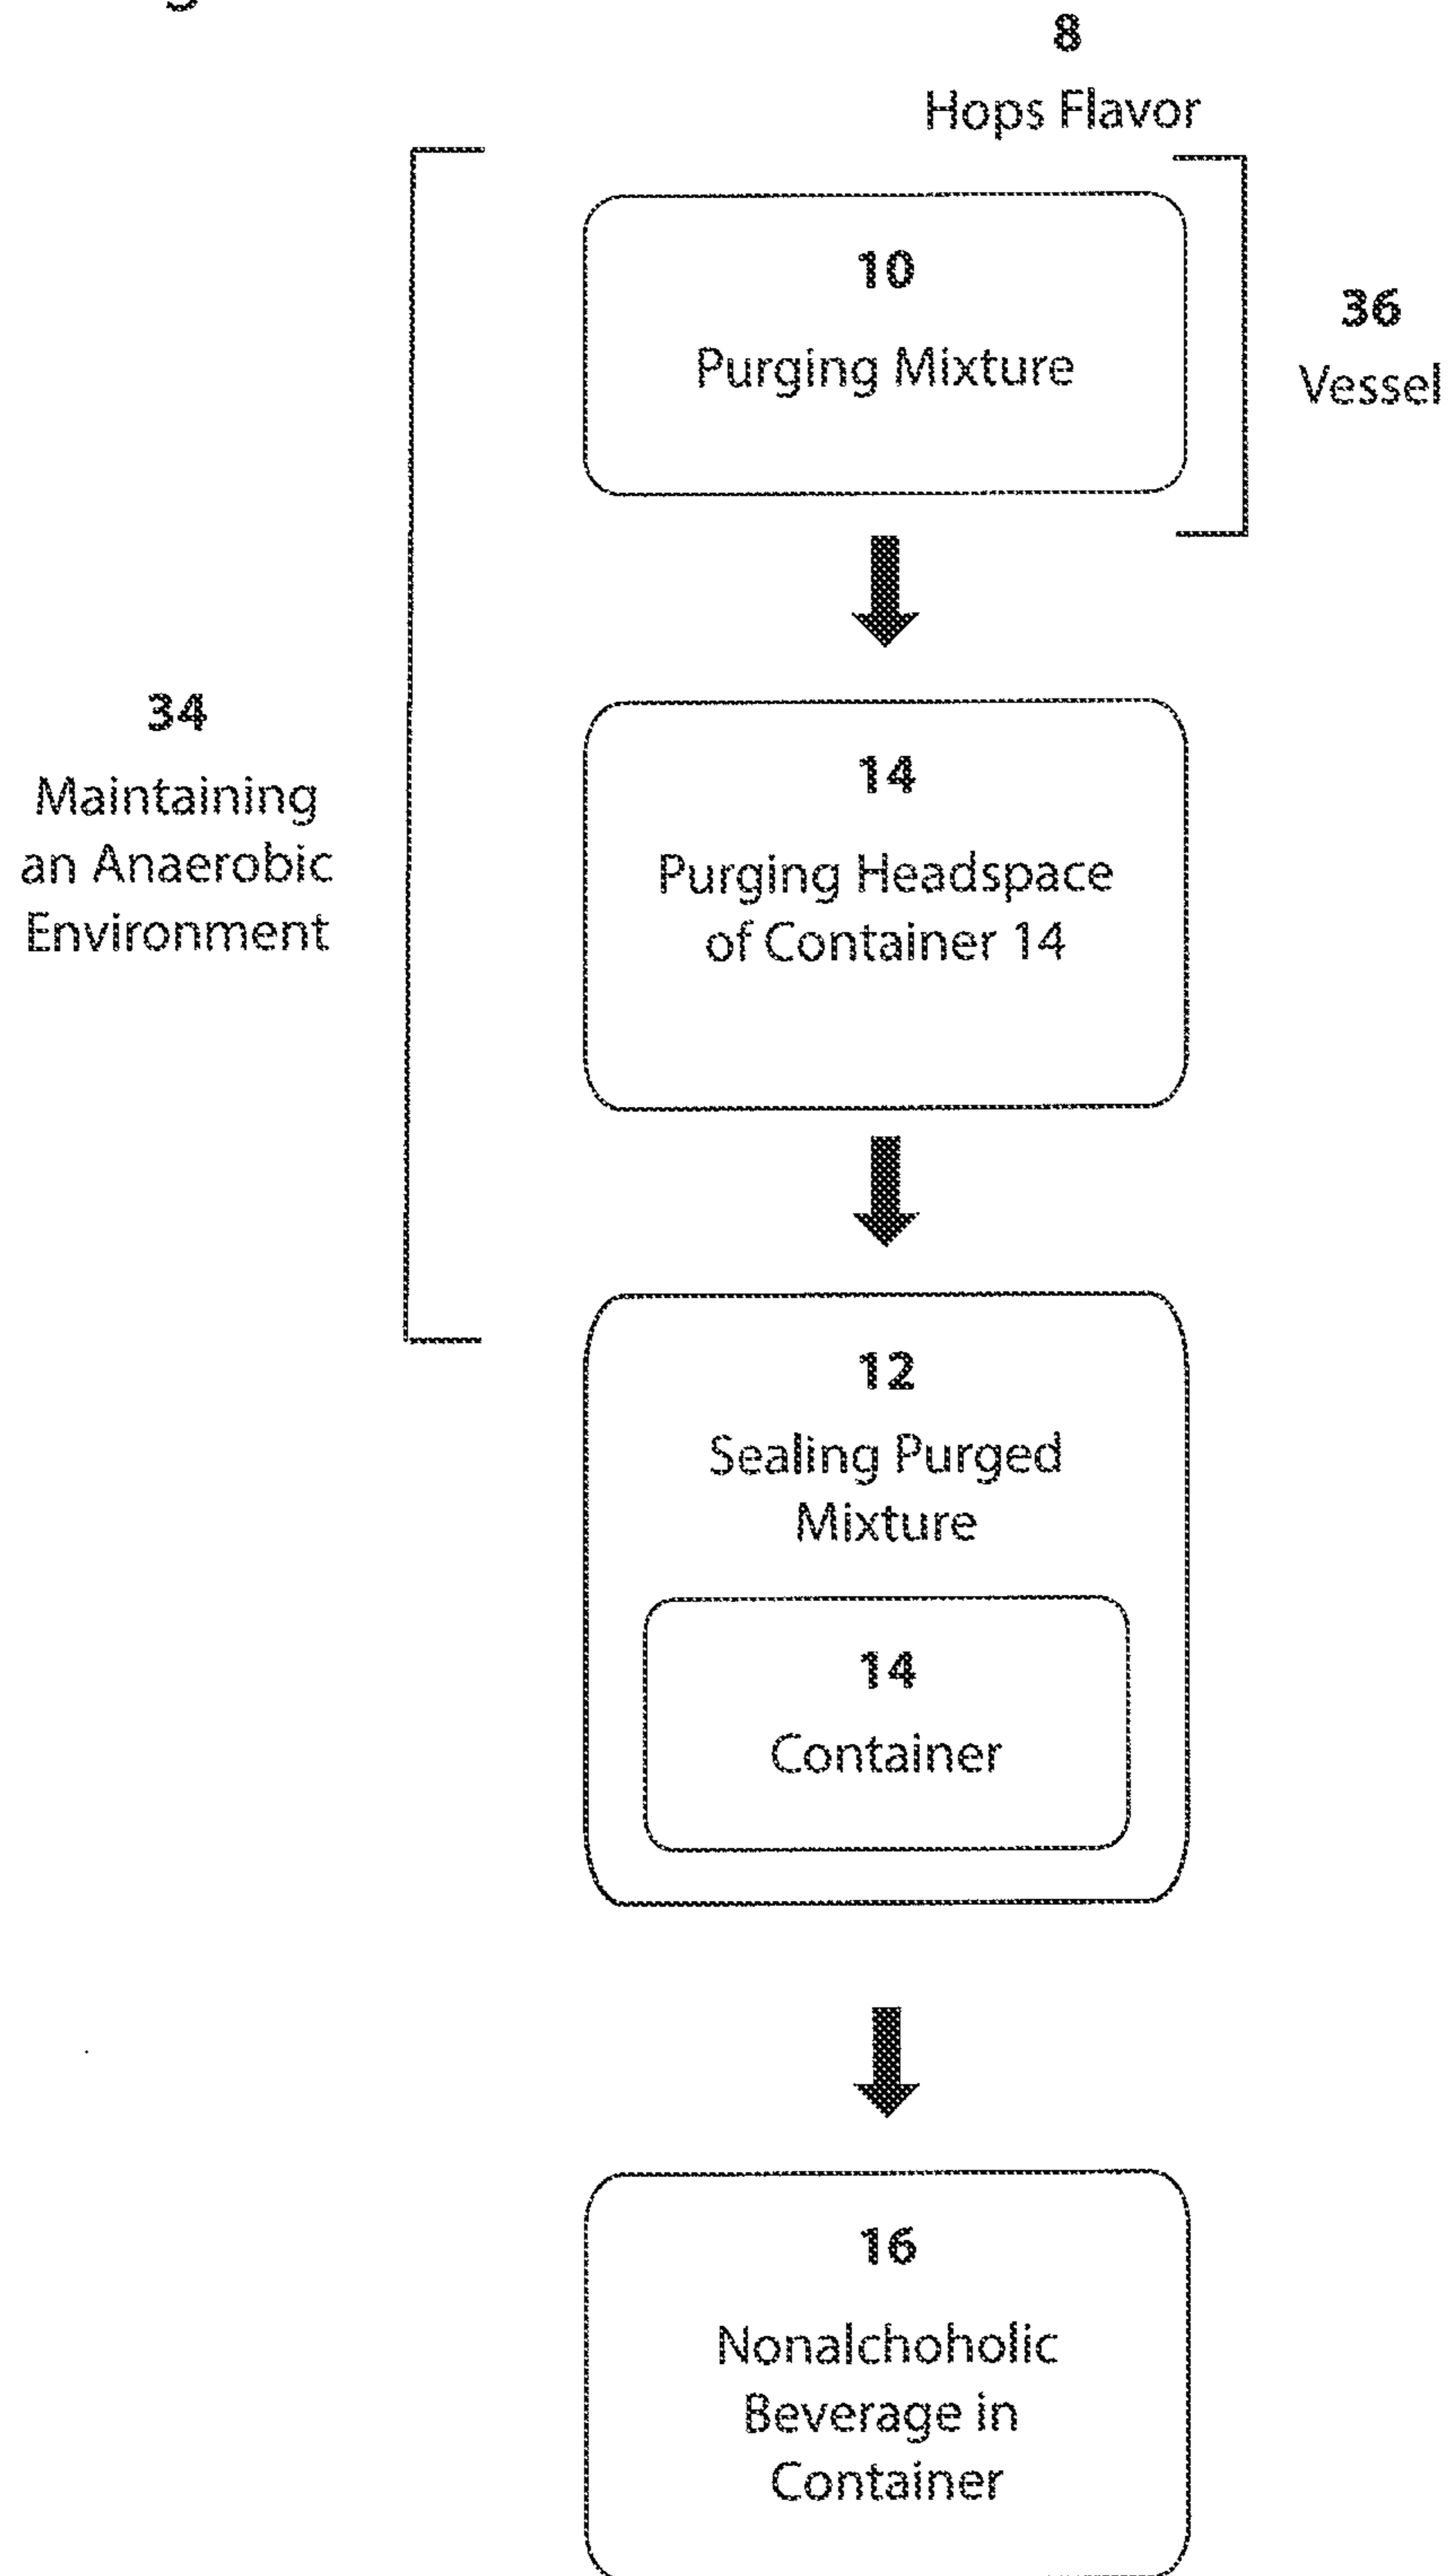 8
Hops Flavor
10
Purging Mixture
36
Vessel
34
Maintaining
an Anaerobic
Environment
14
Purging Headspace
of Container 14
12
Sealing Purged
Mixture
14
Container
16
Nonalchoholic
Beverage in
Container